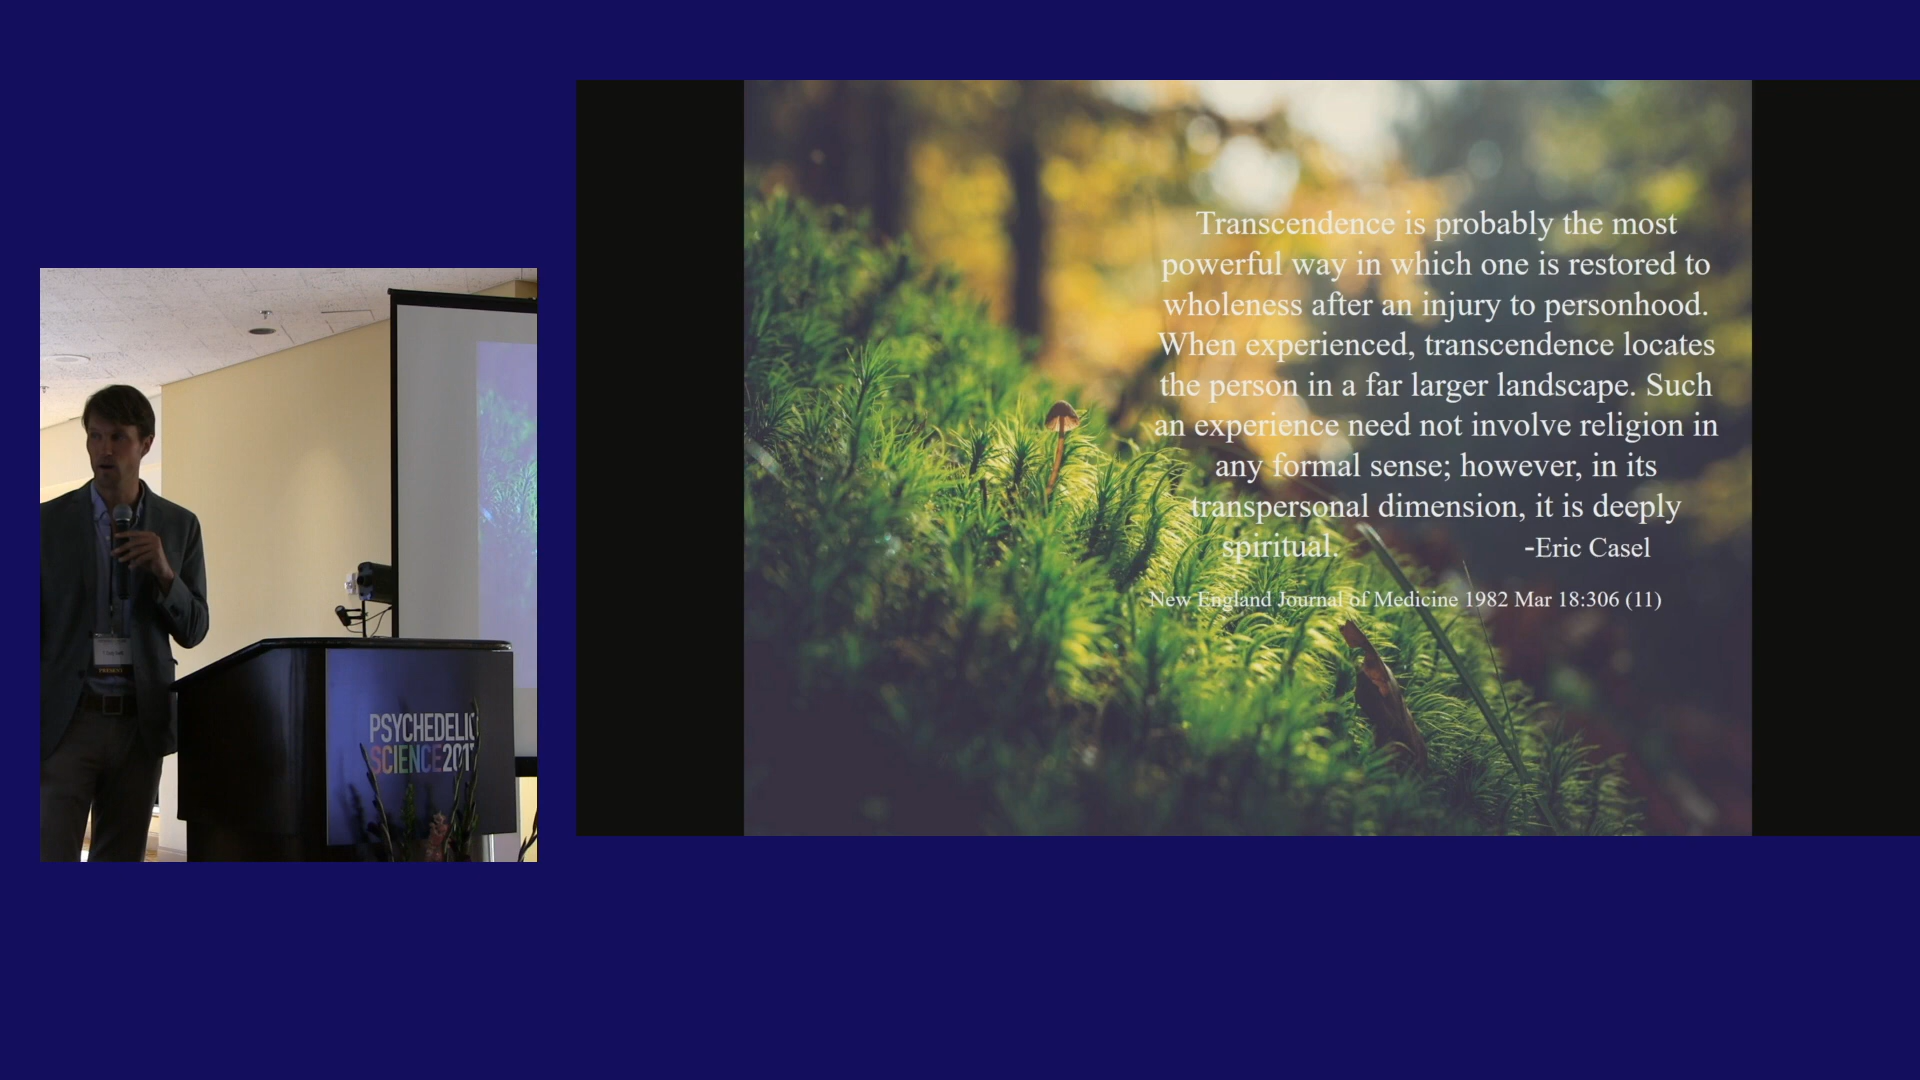 Transcendence is probably the most
powerful way in which one is restored to
wholeness after an injury to personhood.
When experienced, transcendence locates
the person in a far larger landscape. Such
an experience need not involve religion in
any formal sense; however, in its
transpersonal dimension, it is deeply
spiritual. -Eric Casel
New England Journal of Medicine 1982 Mar 18:306 (11)
PSYCHEDELIC
SCIENCE2017